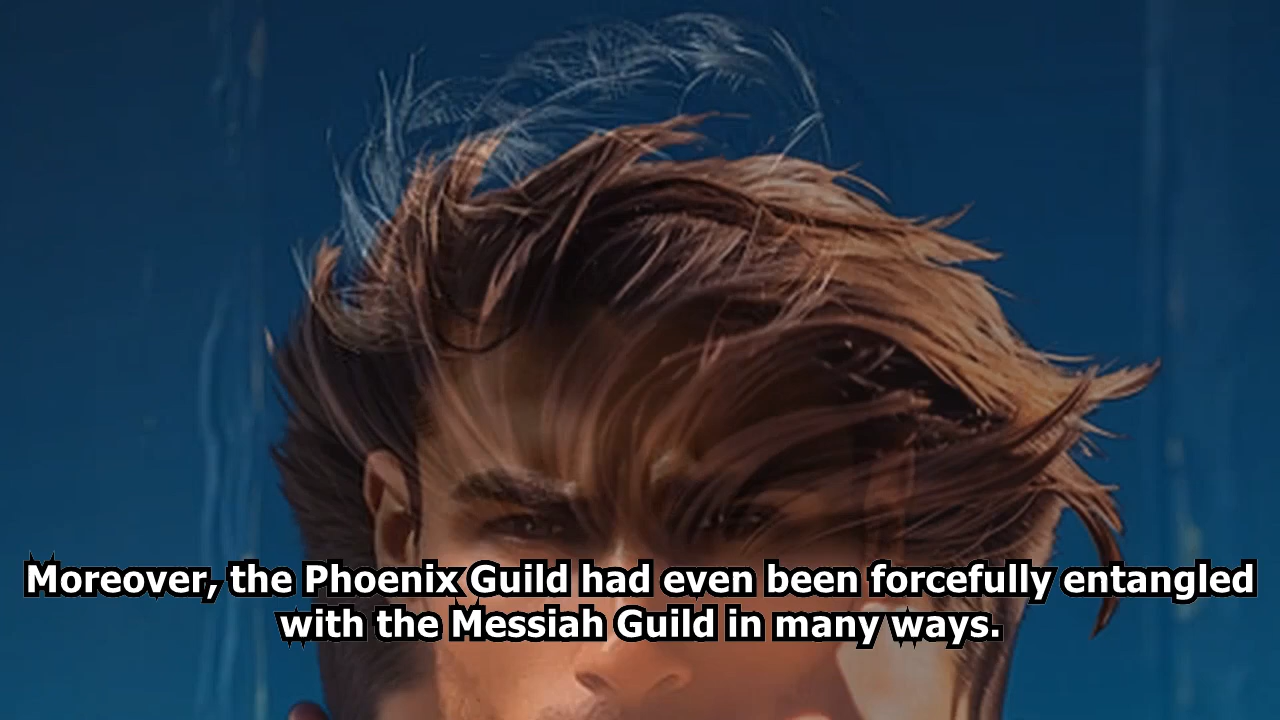 Moreover, the Phoenix Guild had even been forcefully entangled
with the Messiah Guild in many ways.